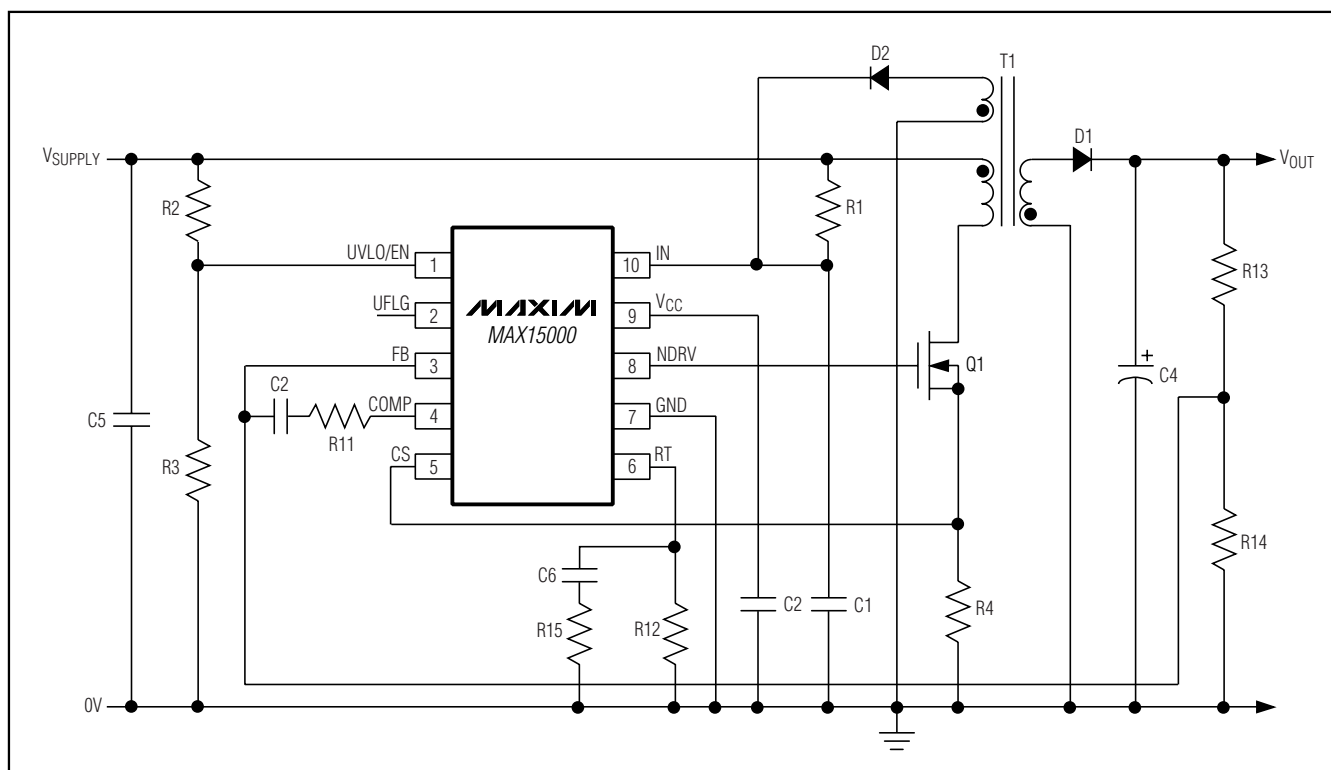 D2
T1
D1
VSUPPLY
VOUT
R2
R1
UVLO/EN
1
10
IN
R13
MAXIM
MAX15000
UFLG
2
9
VCC
FB
3
8
NDRV
Q1
C4
+
C2
R11
COMP
4
7
GND
C5
R3
CS
5
6
RT
R14
C6
R15
R12
C2
C1
R4
0V